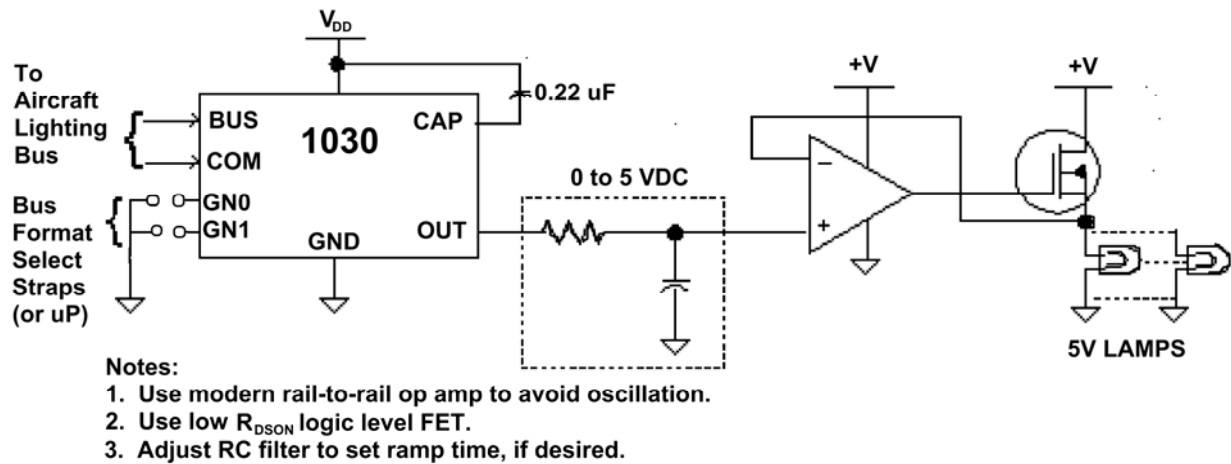 V_DD
To
Aircraft
Lighting
Bus
BUS
COM
1030
CAP
0.22 uF
Bus
Format
Select
Straps
(or uP)
GN0
GN1
GND
OUT
0 to 5 VDC
+V
+V
−
+
5V LAMPS
Notes:
1. Use modern rail-to-rail op amp to avoid oscillation.
2. Use low R_DSON logic level FET.
3. Adjust RC filter to set ramp time, if desired.